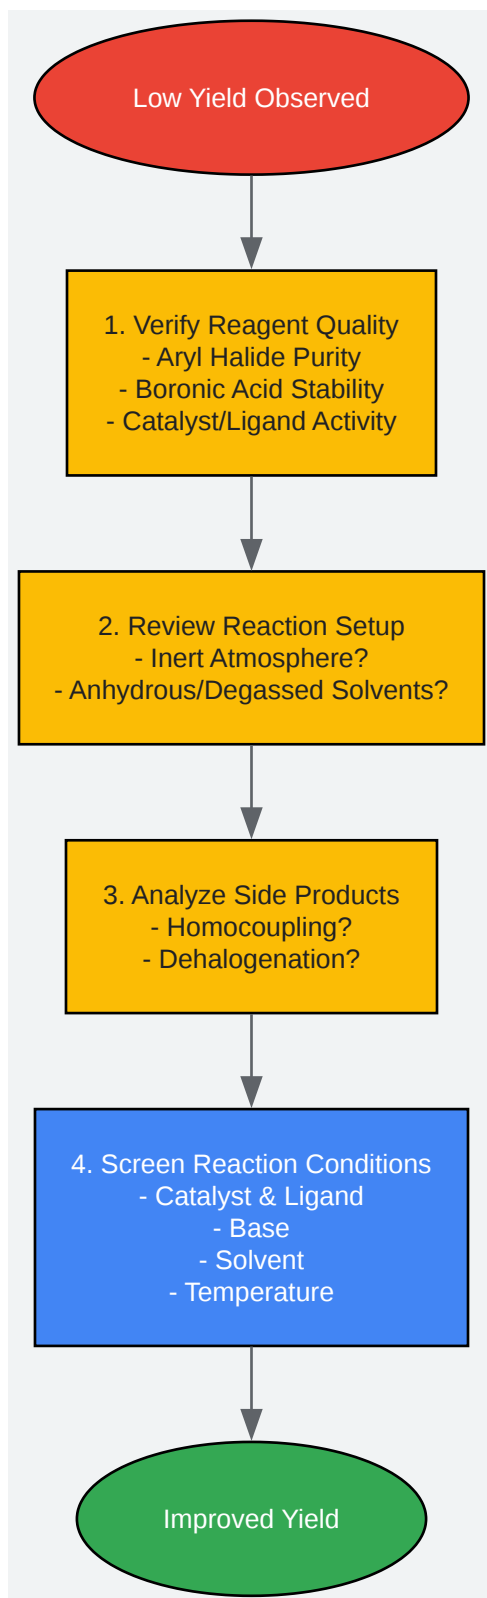 Low Yield Observed
1. Verify Reagent Quality
- Aryl Halide Purity
- Boronic Acid Stability
- Catalyst/Ligand Activity
2. Review Reaction Setup
- Inert Atmosphere?
- Anhydrous/Degassed Solvents?
3. Analyze Side Products
- Homocoupling?
- Dehalogenation?
4. Screen Reaction Conditions
- Catalyst & Ligand
- Base
- Solvent
- Temperature
Improved Yield